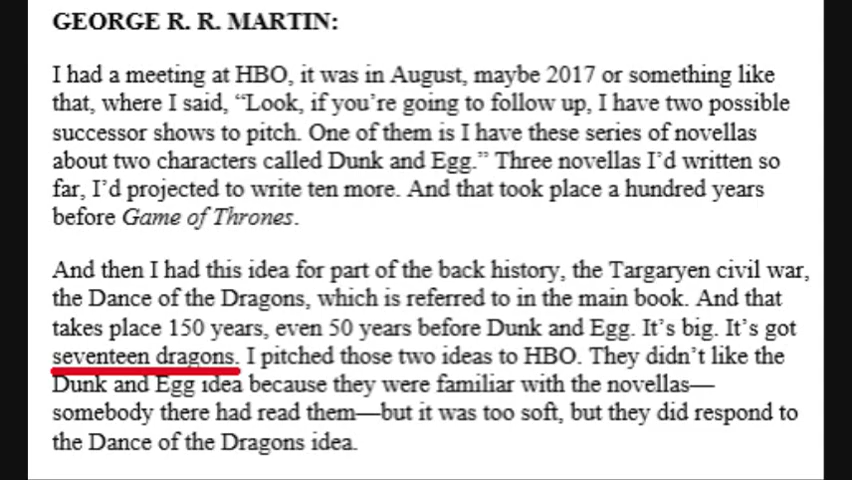 GEORGE R. R. MARTIN:
I had a meeting at HBO, it was in August, maybe 2017 or something like
that, where I said, “Look, if you’re going to follow up, I have two possible
successor shows to pitch. One of them is I have these series of novellas
about two characters called Dunk and Egg.” Three novellas I’d written so
far, I’d projected to write ten more. And that took place a hundred years
before Game of Thrones.
And then I had this idea for part of the back history, the Targaryen civil war,
the Dance of the Dragons, which is referred to in the main book. And that
takes place 150 years, even 50 years before Dunk and Egg. It’s big. It’s got
seventeen dragons. I pitched those two ideas to HBO. They didn’t like the
Dunk and Egg idea because they were familiar with the novellas—
somebody there had read them—but it was too soft, but they did respond to
the Dance of the Dragons idea.